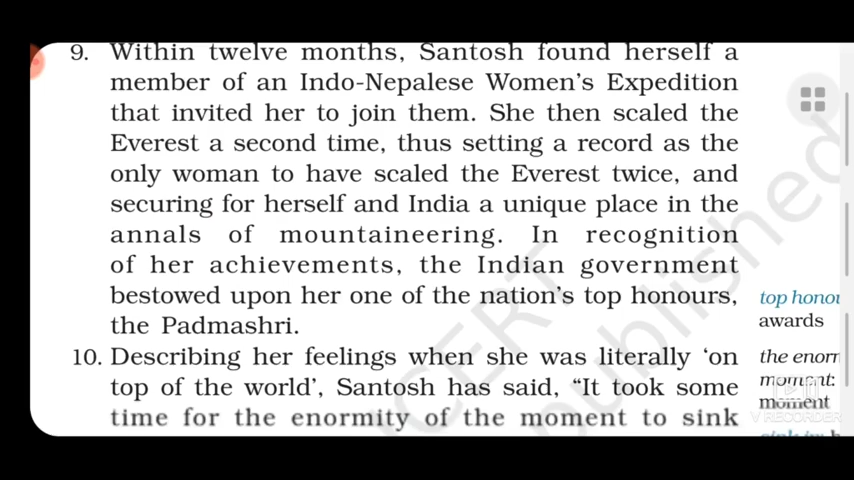 9. Within twelve months, Santosh found herself a
member of an Indo-Nepalese Women's Expedition
that invited her to join them. She then scaled the
Everest a second time, thus setting a record as the
only woman to have scaled the Everest twice, and
securing for herself and India a unique place in the
annals of mountaineering. In recognition
of her achievements, the Indian government
bestowed upon her one of the nation's top honours,
the Padmashri.
10. Describing her feelings when she was literally 'on
top of the world', Santosh has said, "It took some
time for the enormity of the moment to sink
top
awards
the
moment:
moment
RECORDER
published